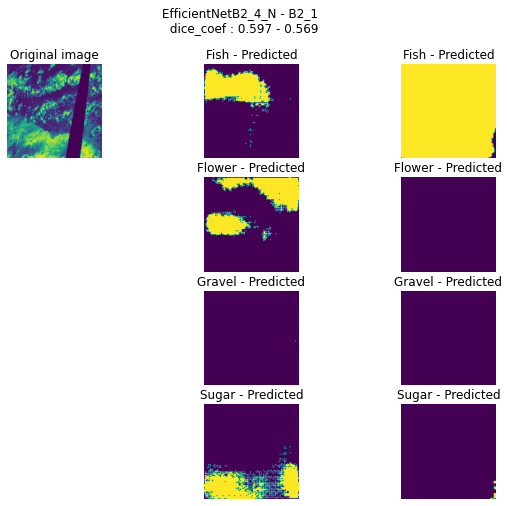 EfficientNetB2_4_N - B2_1
dice_coef : 0.597 - 0.569
Original image
Fish - Predicted
Fish - Predicted
Flower - Predicted
Flower - Predicted
Gravel - Predicted
Gravel - Predicted
Sugar - Predicted
Sugar - Predicted